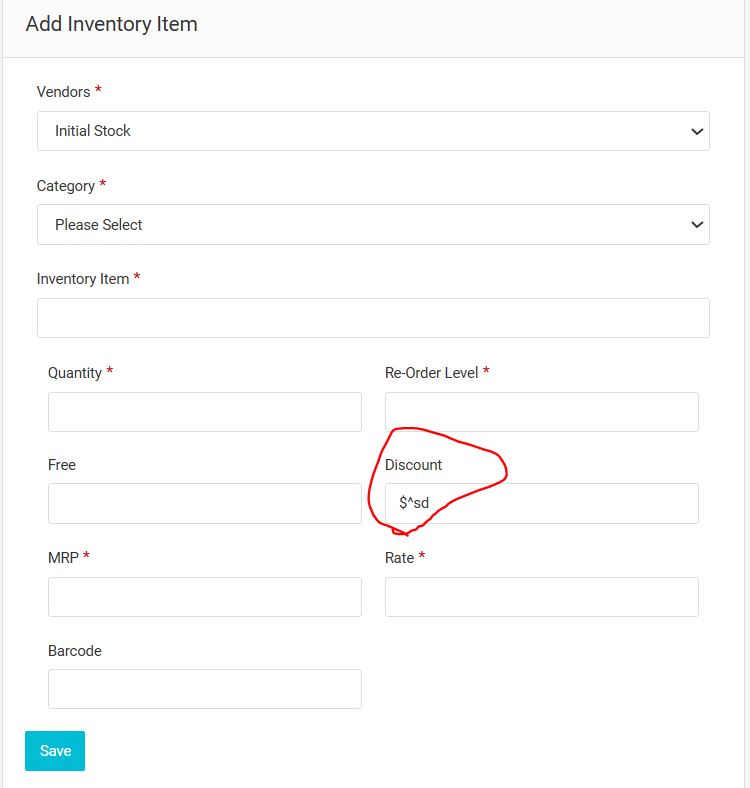 Add Inventory Item
Vendors *
Initial Stock
Category *
Please Select
Inventory Item *
Quantity * Re-Order Level *
Free Discount
$^sd
MRP * Rate *
Barcode
Save